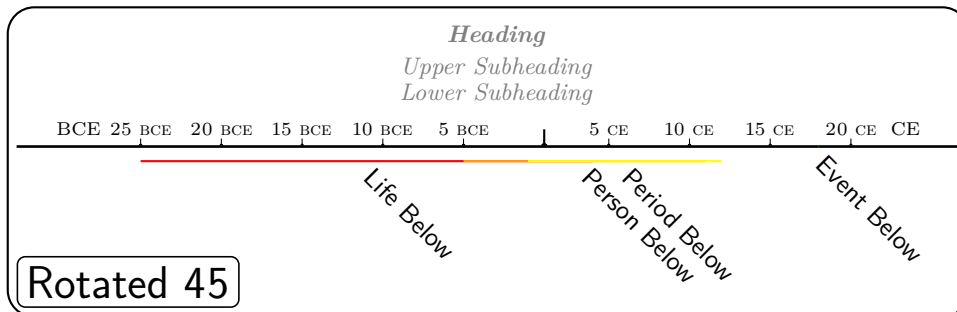 Heading
Upper Subheading
Lower Subheading
BCE 25 BCE 20 BCE 15 BCE 10 BCE 5 BCE 5 CE 10 CE 15 CE 20 CE CE
Life Below
Person Below
Period Below
Event Below
Rotated 45